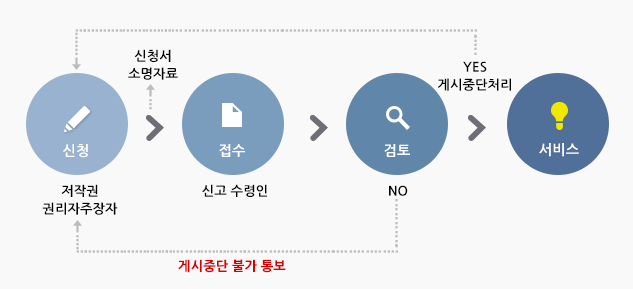 신청서
소명자료
YES
게시중단처리
신청
접수
검토
서비스
저작권
권리자주장자
신고 수령인
NO
게시중단 불가 통보